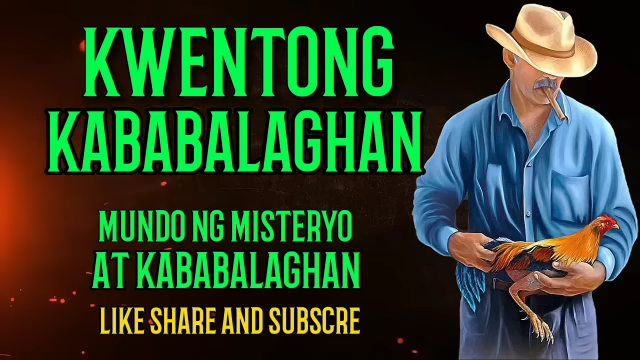 KWENTONG
KABABALAGHAN
MUNDO NG MISTERYO
AT KABABALAGHAN
LIKE SHARE AND SUBSCRE